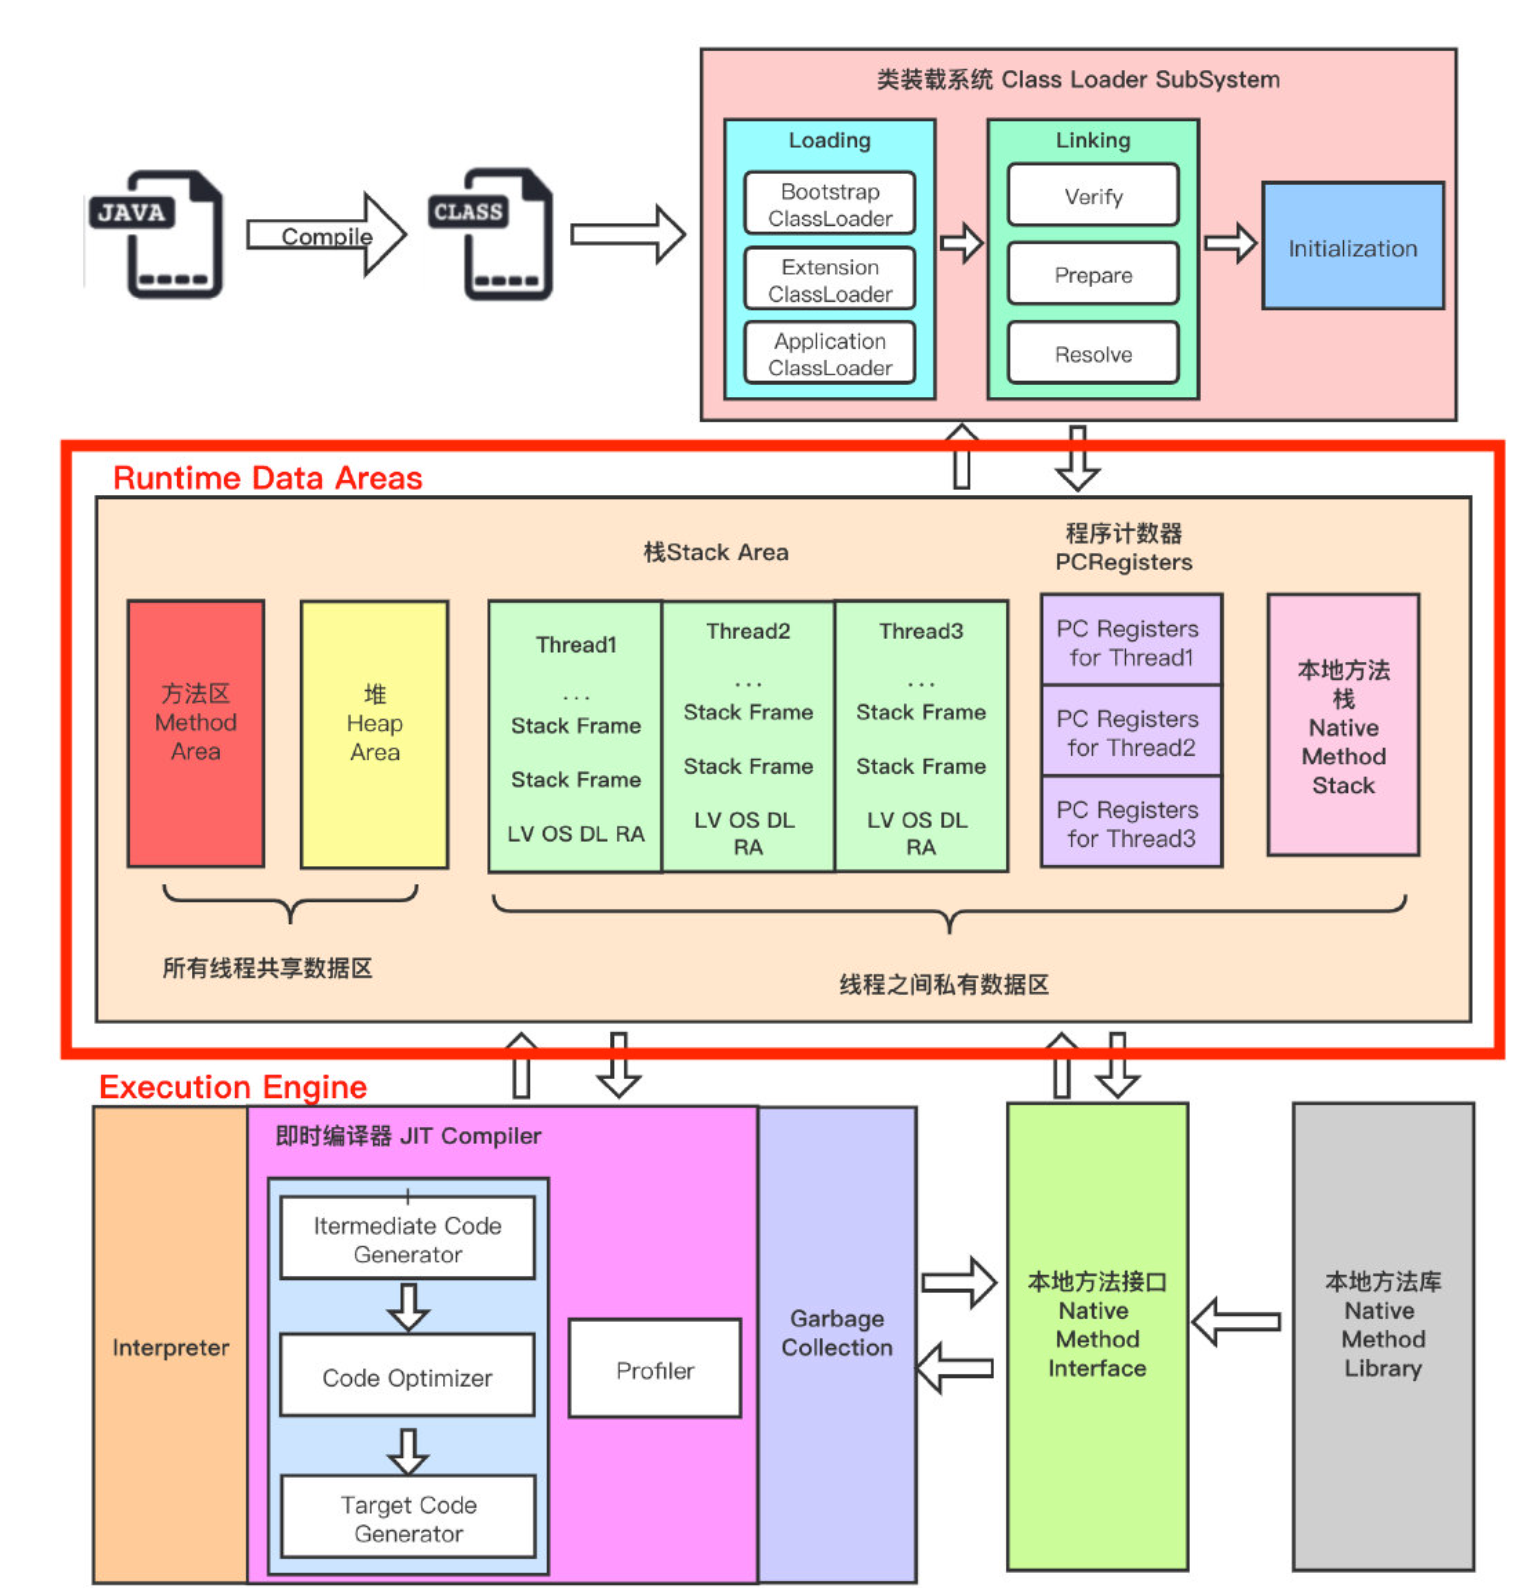 类装载系统 Class Loader SubSystem
Loading
Bootstrap
ClassLoader
Extension
ClassLoader
Application
ClassLoader
Linking
Verify
Prepare
Resolve
Initialization
JAVA
Compile
CLASS
Runtime Data Areas
栈Stack Area
程序计数器
PCRegisters
方法区
Method
Area
堆
Heap
Area
Thread1
...
Stack Frame
Stack Frame
LV OS DL RA
Thread2
...
Stack Frame
Stack Frame
LV OS DL
RA
Thread3
...
Stack Frame
Stack Frame
LV OS DL
RA
PC Registers
for Thread1
PC Registers
for Thread2
PC Registers
for Thread3
本地方法
栈
Native
Method
Stack
所有线程共享数据区
线程之间私有数据区
Execution Engine
Interpreter
即时编译器 JIT Compiler
Itermediate Code
Generator
Code Optimizer
Target Code
Generator
Profiler
Garbage
Collection
本地方法接口
Native
Method
Interface
本地方法库
Native
Method
Library